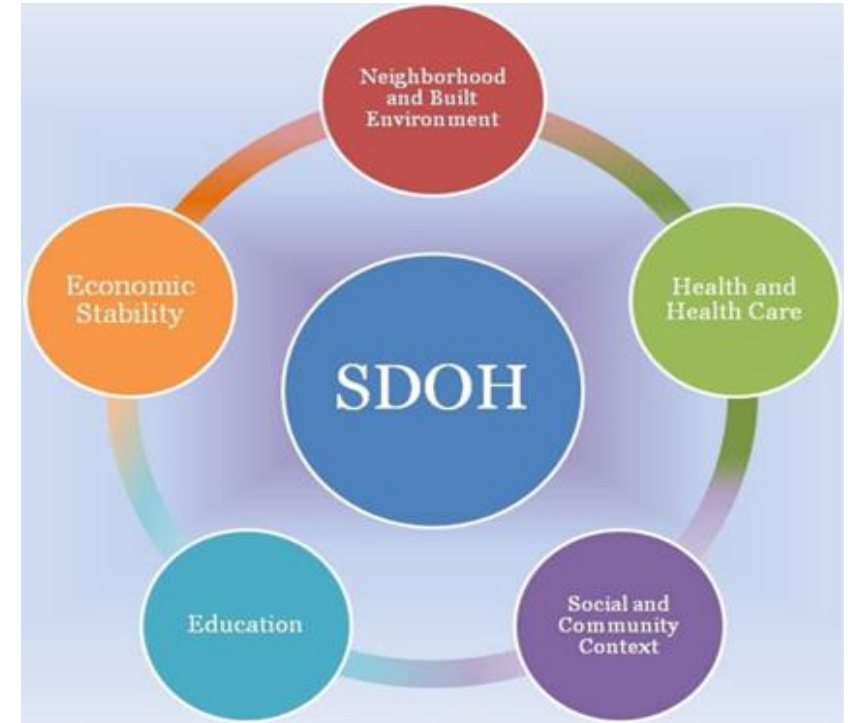 Neighborhood
and Built
Environment
Economic
Stability
Health and
Health Care
SDOH
Education
Social and
Community
Context